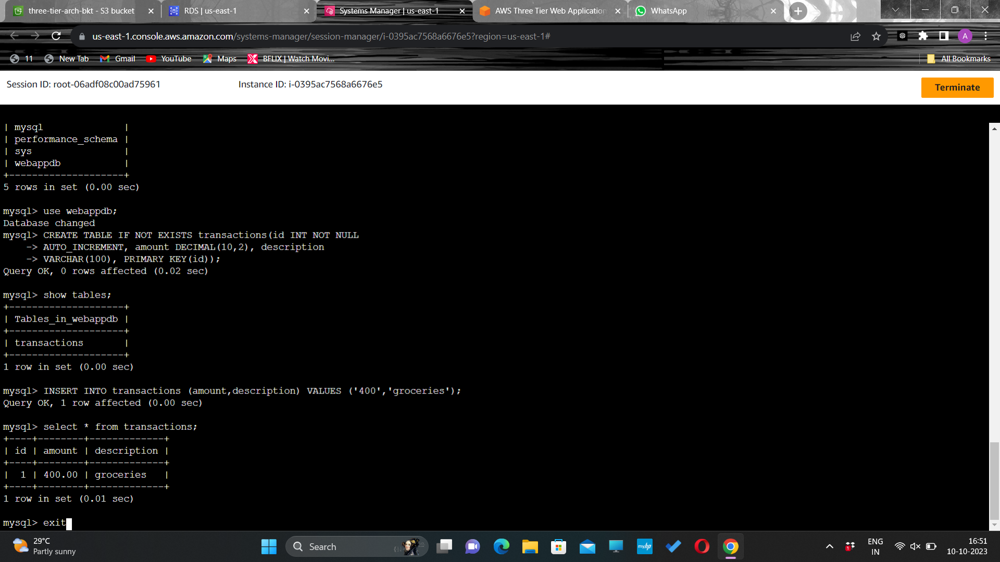 three-tier-arch-bkt - S3 bucket
RDS | us-east-1
Systems Manager | us-east-1
AWS Three Tier Web Application
WhatsApp
us-east-1.console.aws.amazon.com/systems-manager/session-manager/i-0395ac7568a6676e5?region=us-east-1#
A
11
New Tab
Gmail
YouTube
Maps
BFLIX | Watch Movi...
All Bookmarks
Session ID: root-06adf08c00ad75961
Instance ID: i-0395ac7568a6676e5
Terminate
| mysql              |
| performance_schema |
| sys                |
| webappdb           |
+--------------------+
5 rows in set (0.00 sec)
mysql> use webappdb;
Database changed
mysql> CREATE TABLE IF NOT EXISTS transactions(id INT NOT NULL
    -> AUTO_INCREMENT, amount DECIMAL(10,2), description
    -> VARCHAR(100), PRIMARY KEY(id));
Query OK, 0 rows affected (0.02 sec)
mysql> show tables;
+--------------------+
| Tables_in_webappdb |
+--------------------+
| transactions       |
+--------------------+
1 row in set (0.00 sec)
mysql> INSERT INTO transactions (amount,description) VALUES ('400','groceries');
Query OK, 1 row affected (0.00 sec)
mysql> select * from transactions;
+----+--------+-------------+
| id | amount | description |
+----+--------+-------------+
|  1 | 400.00 | groceries   |
+----+--------+-------------+
1 row in set (0.01 sec)
mysql> exit
29°C
Partly sunny
Search
myhp
1
ENG
IN
16:51
10-10-2023